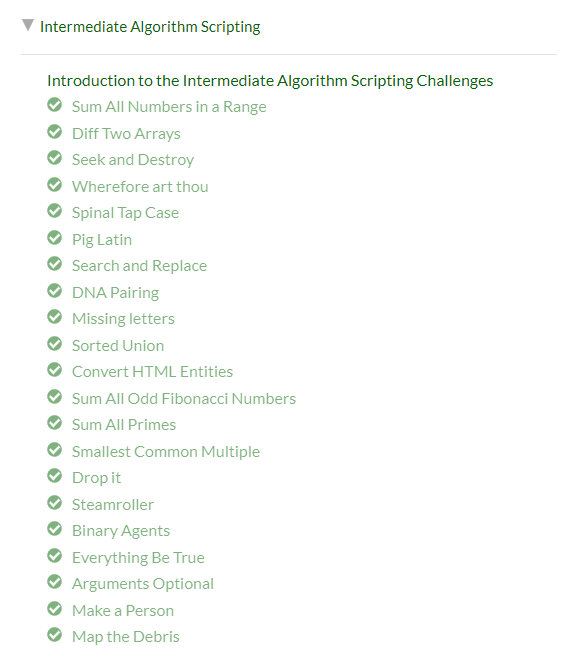 Intermediate Algorithm Scripting
Introduction to the Intermediate Algorithm Scripting Challenges
Sum All Numbers in a Range
Diff Two Arrays
Seek and Destroy
Wherefore art thou
Spinal Tap Case
Pig Latin
Search and Replace
DNA Pairing
Missing letters
Sorted Union
Convert HTML Entities
Sum All Odd Fibonacci Numbers
Sum All Primes
Smallest Common Multiple
Drop it
Steamroller
Binary Agents
Everything Be True
Arguments Optional
Make a Person
Map the Debris